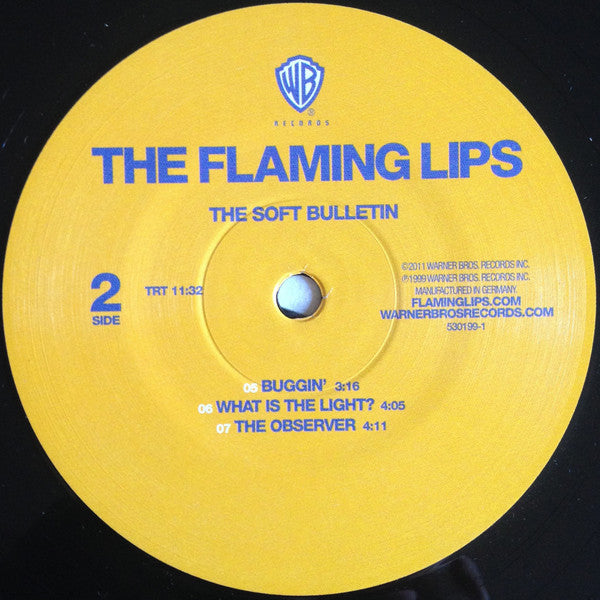 WB
®
RECORDS
THE FLAMING LIPS
THE SOFT BULLETIN
©2011 WARNER BROS. RECORDS INC.
℗1999 WARNER BROS. RECORDS INC.
MANUFACTURED IN GERMANY.
FLAMINGLIPS.COM
WARNERBROSRECORDS.COM
530199-1
2
SIDE
TRT 11:32
05 BUGGIN' 3:16
06 WHAT IS THE LIGHT? 4:05
07 THE OBSERVER 4:11